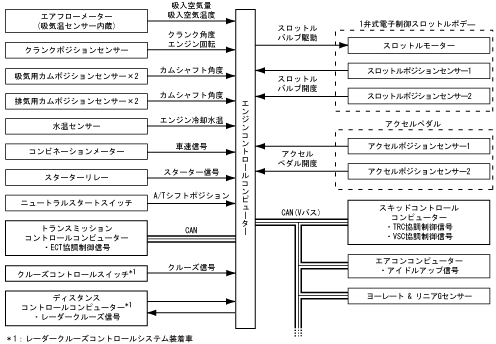 エアフローメーター
(吸気温センサー内蔵)
吸入空気量
吸入空気温度
クランクポジションセンサー
クランク角度
エンジン回転
吸気用カムポジションセンサー×2
カムシャフト角度
排気用カムポジションセンサー×2
カムシャフト角度
水温センサー
エンジン冷却水温
コンビネーションメーター
車速信号
スターターリレー
スターター信号
ニュートラルスタートスイッチ
A/Tシフトポジション
トランスミッション
コントロールコンピューター
・ECT協調制御信号
CAN
クルーズコントロールスイッチ*1
クルーズ信号
ディスタンス
コントロールコンピューター*1
・レーダークルーズ信号
エンジンコントロールコンピューター
スロットル
バルブ駆動
スロットル
バルブ開度
1弁式電子制御スロットルボデー
スロットルモーター
スロットルポジションセンサー1
スロットルポジションセンサー2
アクセル
ペダル開度
アクセルペダル
アクセルポジションセンサー1
アクセルポジションセンサー2
CAN(Vバス)
スキッドコントロール
コンピューター
・TRC協調制御信号
・VSC協調制御信号
エアコンコンピューター
・アイドルアップ信号
ヨーレート & リニアGセンサー
*1：レーダークルーズコントロールシステム装着車